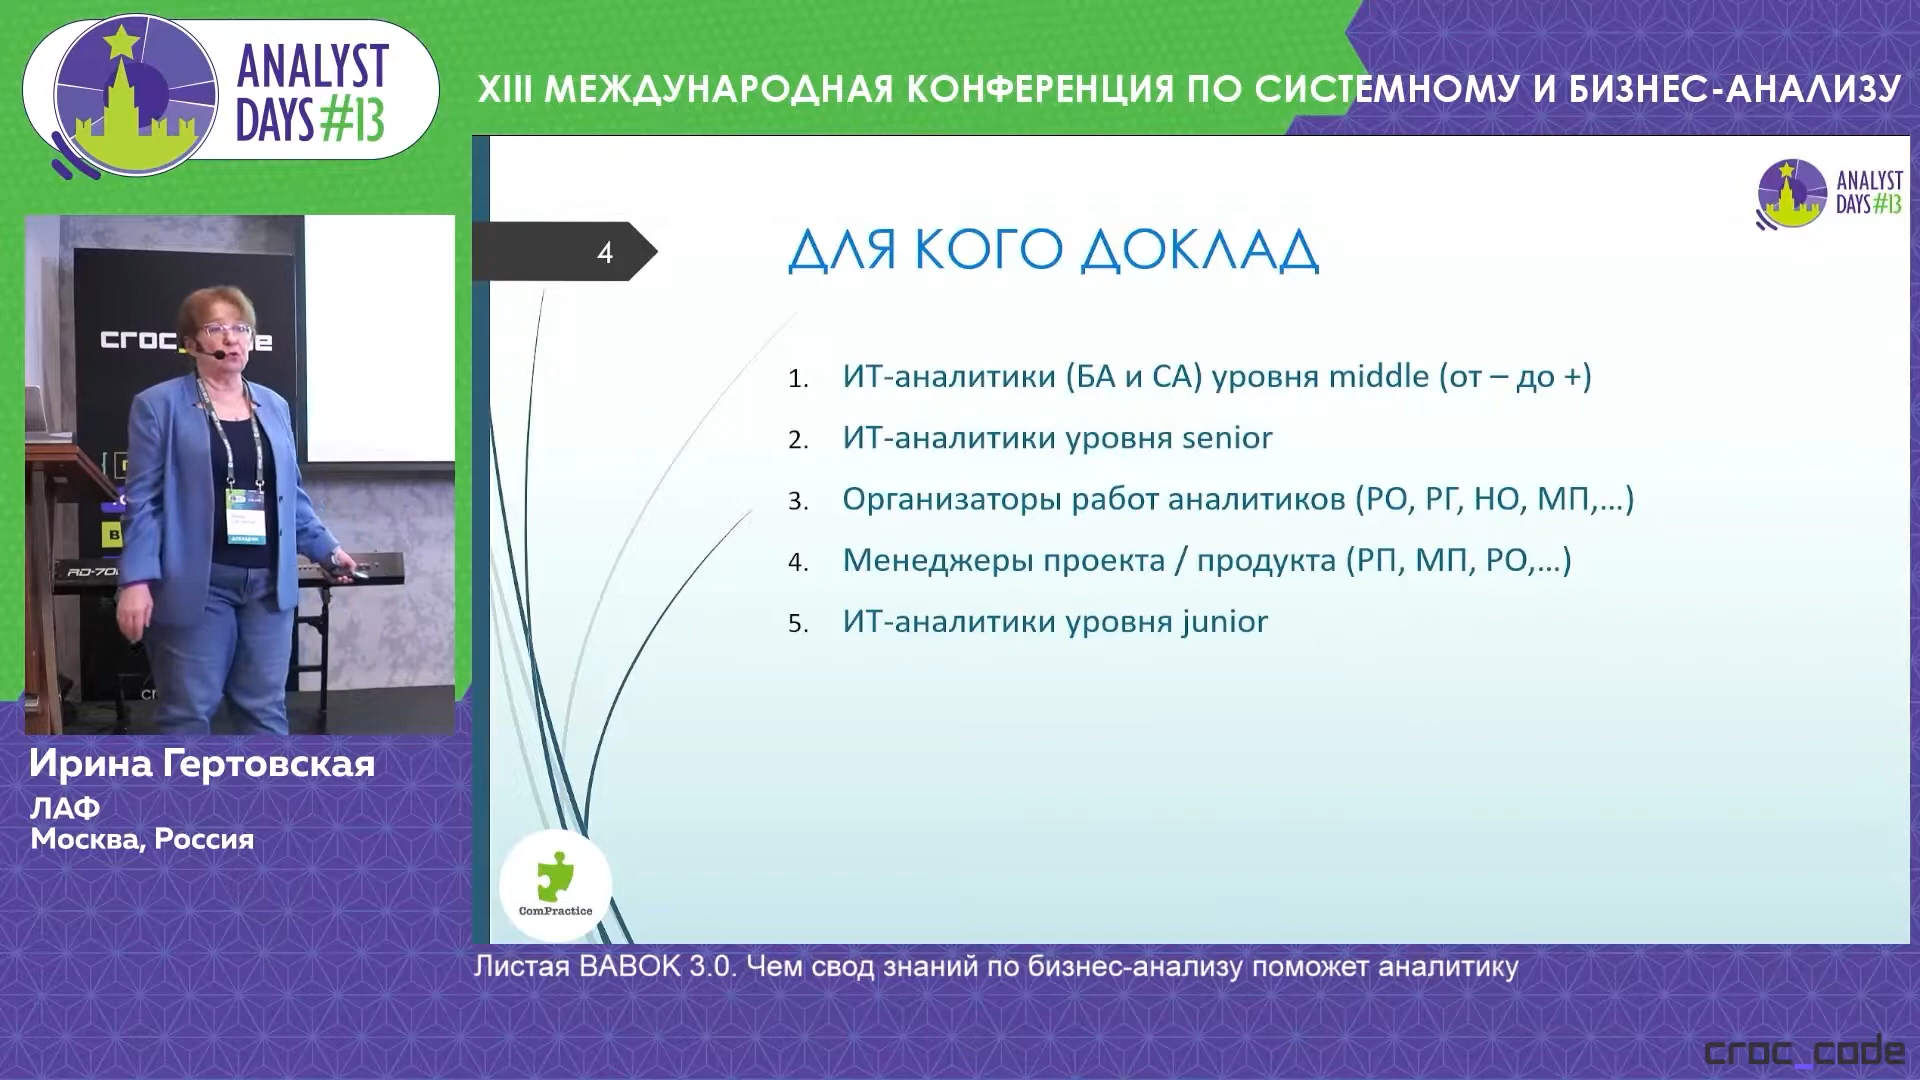 ANALYST
DAYS #13
XIII МЕЖДУНАРОДНАЯ КОНФЕРЕНЦИЯ ПО СИСТЕМНОМУ И БИЗНЕС-АНАЛИЗУ
ANALYST
DAYS #13
4
ДЛЯ КОГО ДОКЛАД
1. ИТ-аналитики (БА и СА) уровня middle (от – до +)
2. ИТ-аналитики уровня senior
3. Организаторы работ аналитиков (РО, РГ, НО, МП,...)
4. Менеджеры проекта / продукта (РП, МП, РО,...)
5. ИТ-аналитики уровня junior
ComPractice
RD-700
Ирина Гертовская
ЛАФ
Москва, Россия
Листая BABOK 3.0. Чем свод знаний по бизнес-анализу поможет аналитику
croc_code